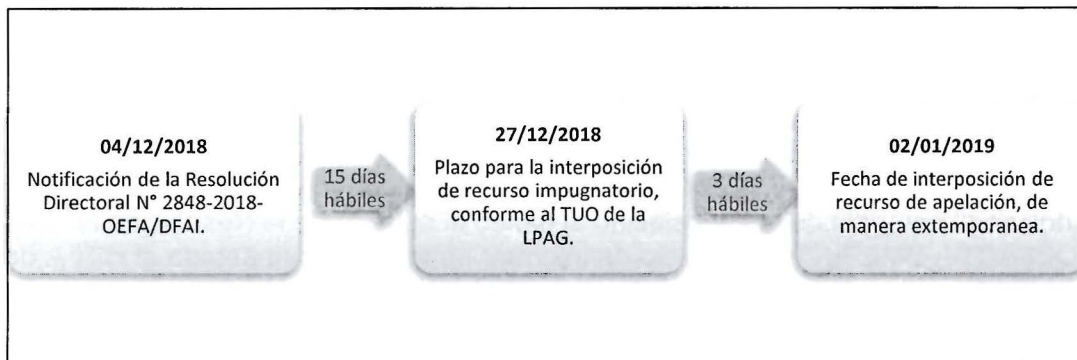 04/12/2018
Notificación de la Resolución
Directoral N° 2848-2018-
OEFA/DFAI.
15 días
hábiles
27/12/2018
Plazo para la interposición
de recurso impugnatorio,
conforme al TUO de la
LPAG.
3 días
hábiles
02/01/2019
Fecha de interposición de
recurso de apelación, de
manera extemporanea.